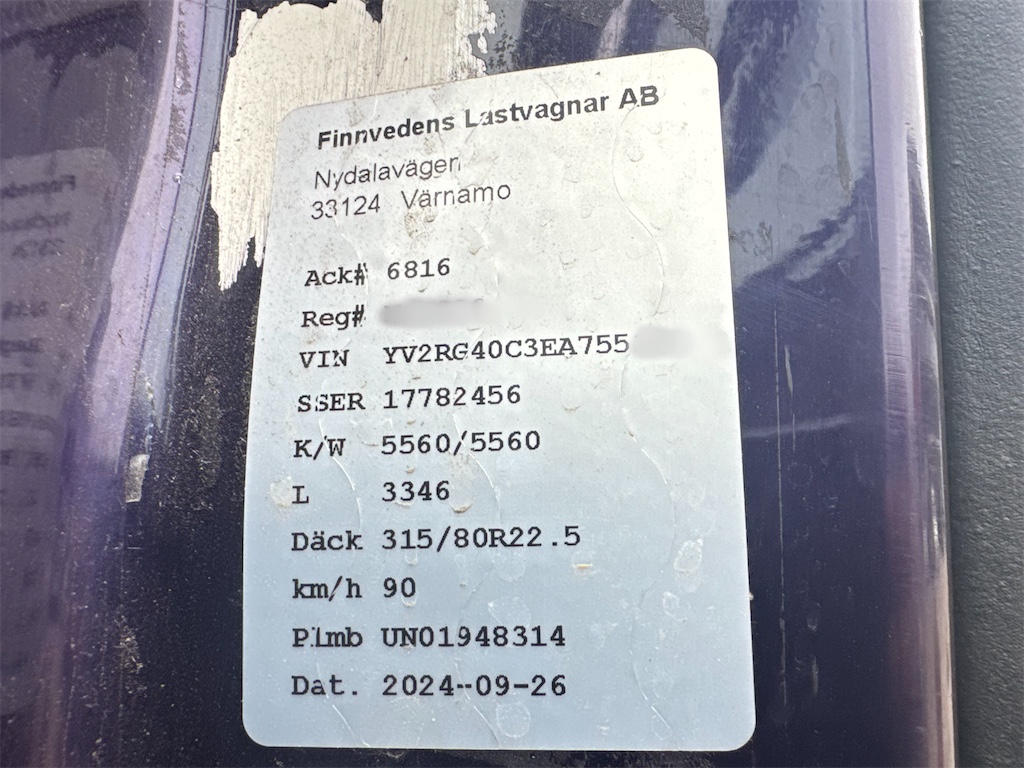 Finnvedens Lastvagnar AB
Nydalavägen
33124 Värnamo
Ack# 6816
Reg#
VIN YV2RG40C3EA755
SSER 17782456
K/W 5560/5560
L 3346
Däck 315/80R22.5
km/h 90
Plmb UN01948314
Dat. 2024-09-26